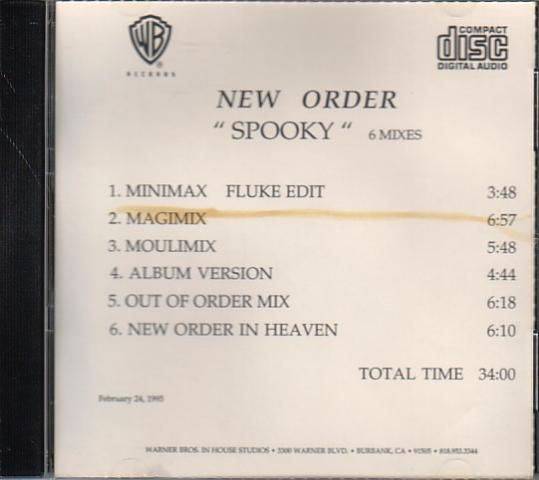 WB
RECORDS
COMPACT
disc
DIGITAL AUDIO
NEW ORDER
“ SPOOKY “ 6 MIXES
1. MINIMAX FLUKE EDIT 3:48
2. MAGIMIX 6:57
3. MOULIMIX 5:48
4. ALBUM VERSION 4:44
5. OUT OF ORDER MIX 6:18
6. NEW ORDER IN HEAVEN 6:10
TOTAL TIME 34:00
February 24, 1995
WARNER BROS. IN HOUSE STUDIOS • 3300 WARNER BLVD. • BURBANK, CA • 91505 • 818.953.3344